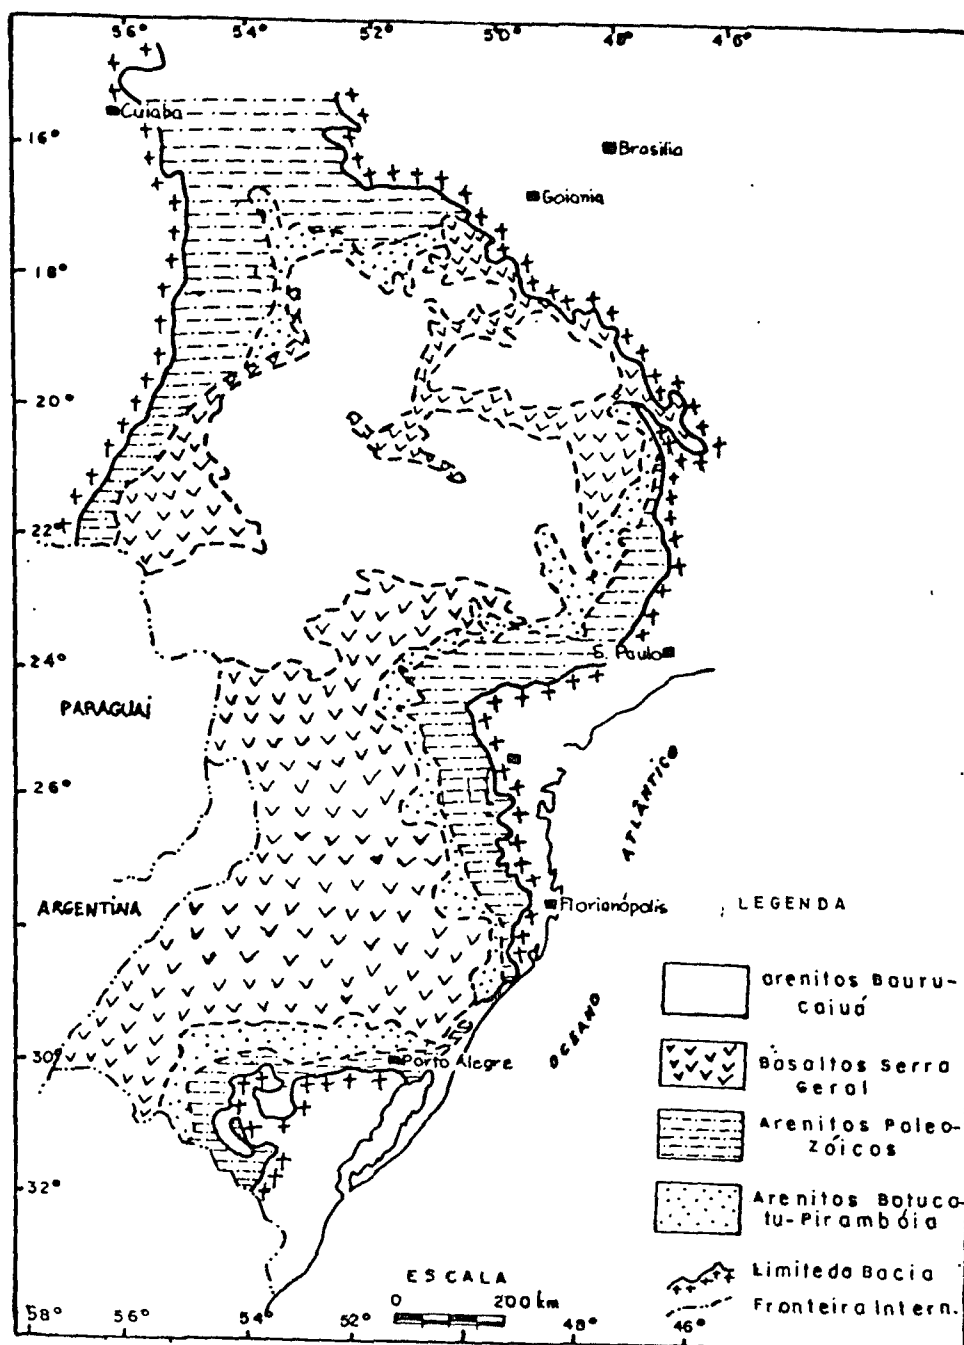 56° 54° 52° 50° 48° 46°
Cuiaba
16°
Brasilia
Goiania
18°
20°
22°
S. Paulo
24°
PARAGUAÍ
26°
ATLÂNTICO
ARGENTINA
Florianópolis
LEGENDA
arenitos Bauru-
Caiuá
OCEANO
30°
Porto Alegre
Basaltos Serra
Geral
Arenitos Paleo-
zóicos
32°
Arenitos Botuca-
tu-Pirambóia
ESCALA
Limite da Bacia
0 200 km
Fronteira Intern.
58° 56° 54° 52° 48° 46°